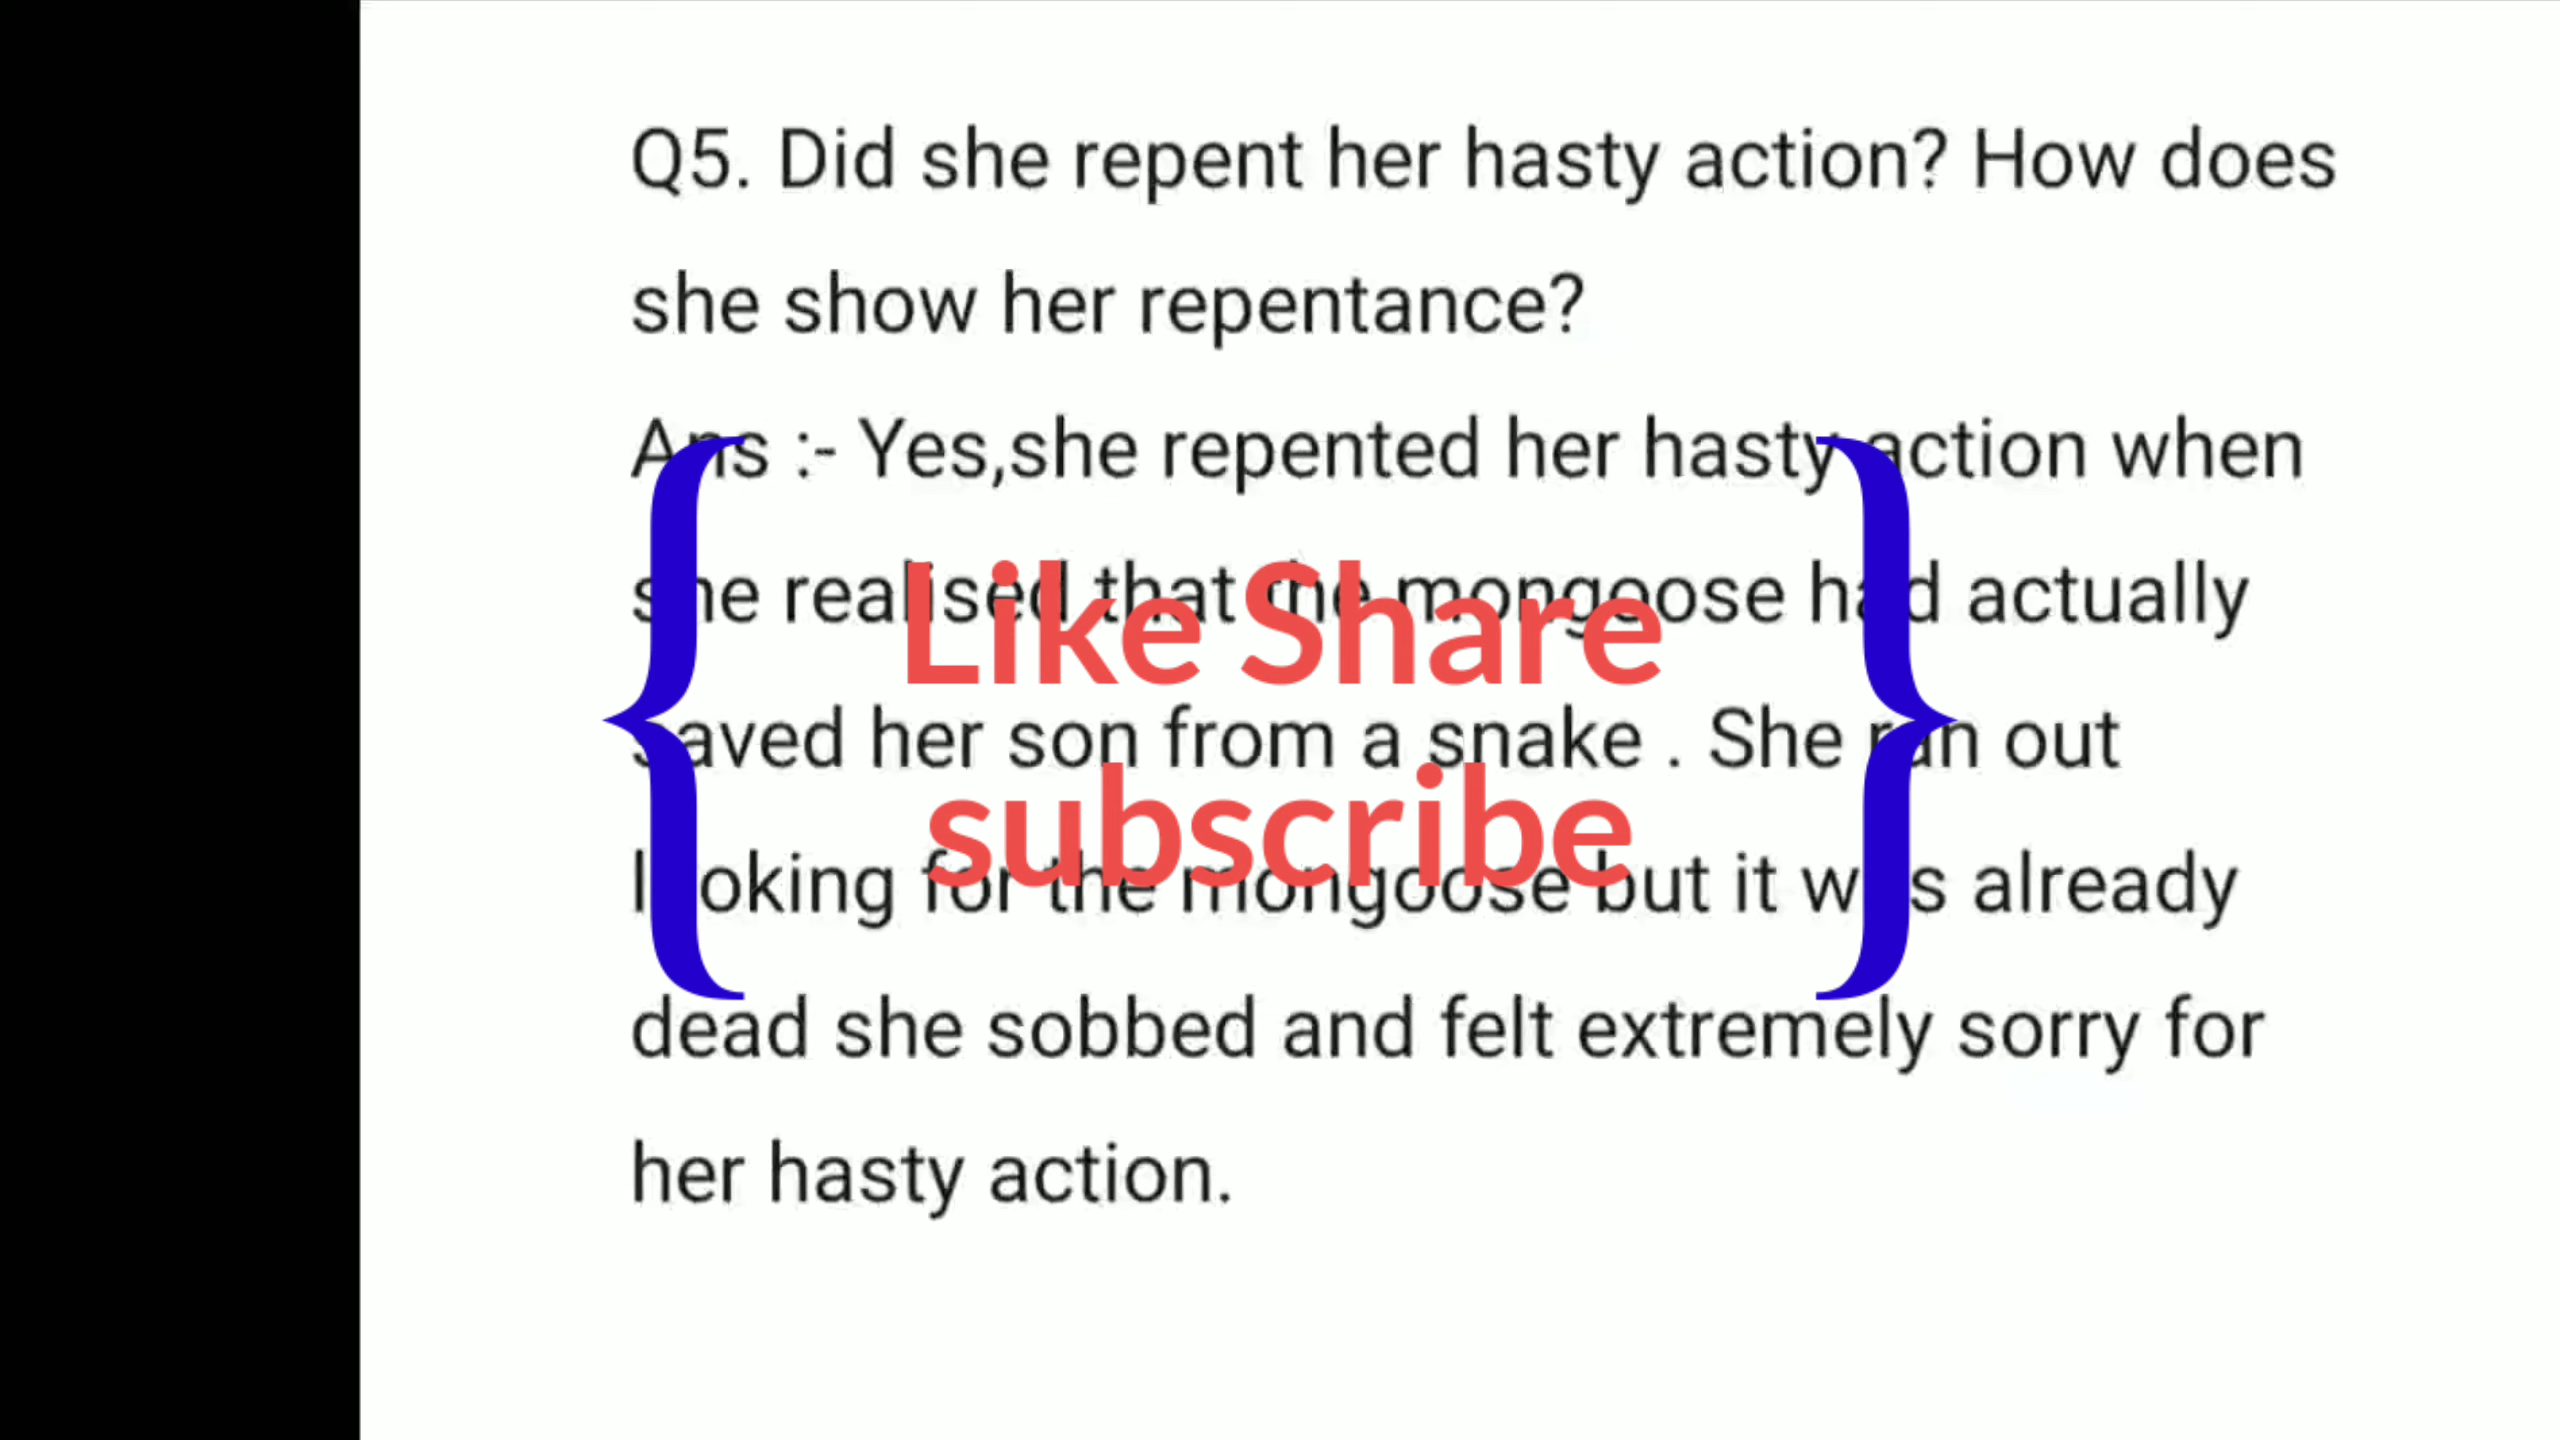 Q5. Did she repent her hasty action? How does
she show her repentance?
Ans :- Yes,she repented her hasty action when
she realised that the mongoose had actually
saved her son from a snake . She ran out
looking for the mongoose but it was already
dead she sobbed and felt extremely sorry for
her hasty action.
{ Like Share
subscribe }